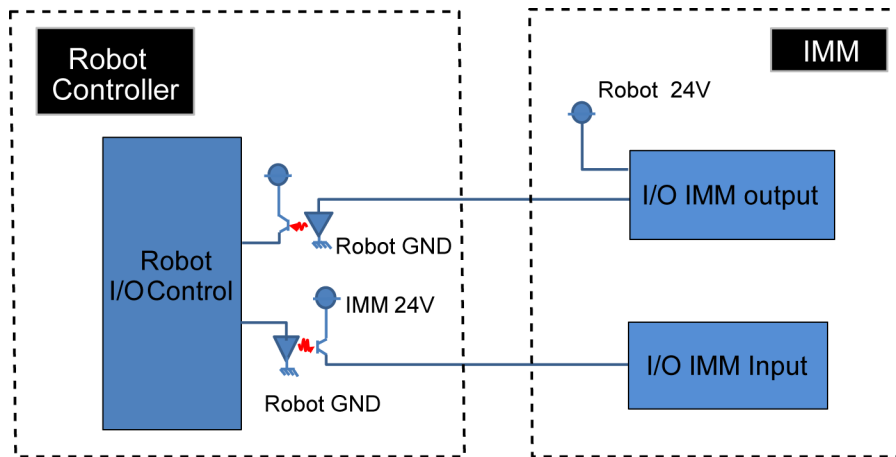 Robot
Controller
IMM
Robot 24V
I/O IMM output
Robot GND
Robot
I/O Control
IMM 24V
I/O IMM Input
Robot GND